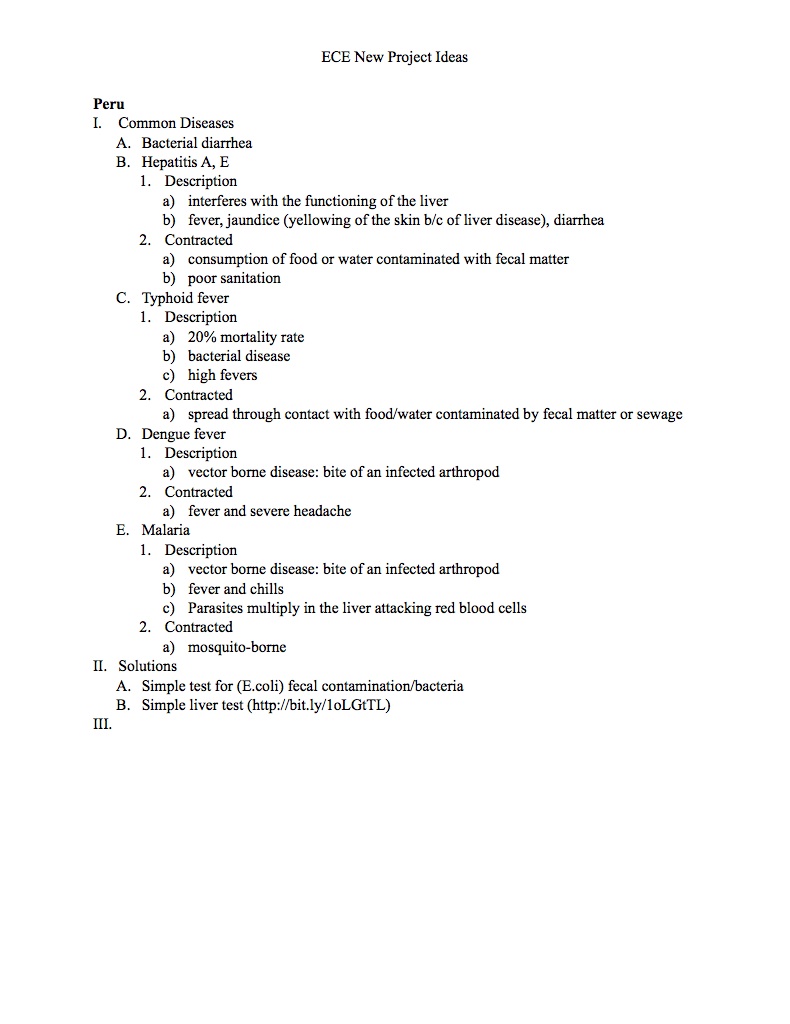 ECE New Project Ideas
Peru
I. Common Diseases
A. Bacterial diarrhea
B. Hepatitis A, E
1. Description
a) interferes with the functioning of the liver
b) fever, jaundice (yellowing of the skin b/c of liver disease), diarrhea
2. Contracted
a) consumption of food or water contaminated with fecal matter
b) poor sanitation
C. Typhoid fever
1. Description
a) 20% mortality rate
b) bacterial disease
c) high fevers
2. Contracted
a) spread through contact with food/water contaminated by fecal matter or sewage
D. Dengue fever
1. Description
a) vector borne disease: bite of an infected arthropod
2. Contracted
a) fever and severe headache
E. Malaria
1. Description
a) vector borne disease: bite of an infected arthropod
b) fever and chills
c) Parasites multiply in the liver attacking red blood cells
2. Contracted
a) mosquito-borne
II. Solutions
A. Simple test for (E.coli) fecal contamination/bacteria
B. Simple liver test (http://bit.ly/1oLGtTL)
III.